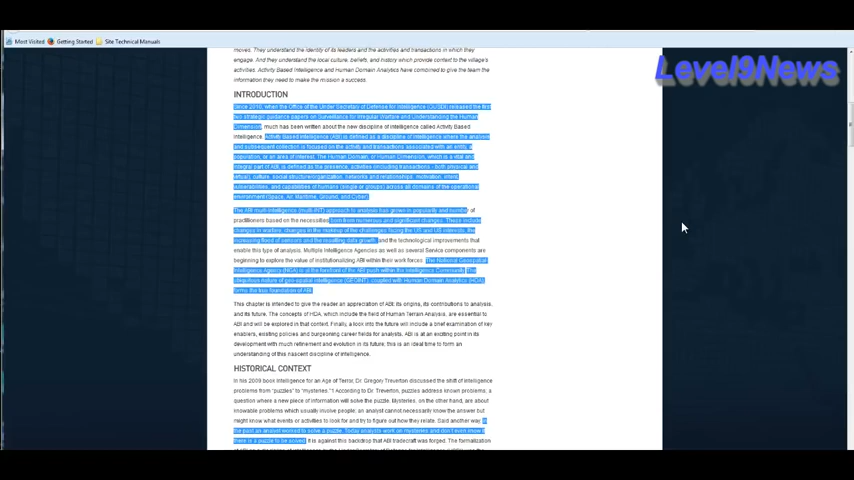 Most Visited Getting Started Site Technical Manuals
Level9News
moves. They understand the identity of its leaders and the activities and transactions in which they
engage. And they understand the local culture, beliefs, and history which provide context to the village's
activities. Activity Based Intelligence and Human Domain Analytics have combined to give the team the
information they need to make the mission a success.
INTRODUCTION
Since 2010, when the Office of the Under Secretary of Defense for Intelligence (OUSDI) released the first
two strategic guidance papers on Surveillance for Irregular Warfare and Understanding the Human
Dimension, much has been written about the new discipline of intelligence called Activity Based
Intelligence. Activity Based Intelligence (ABI) is defined as a discipline of intelligence where the analysis
and subsequent collection is focused on the activity and transactions associated with an entity, a
population, or an area of interest. The Human Domain, or Human Dimension, which is a vital and
integral part of ABI, is defined as the presence, activities (including transactions - both physical and
virtual), culture, social structure/organization, networks and relationships, motivation, intent,
vulnerabilities, and capabilities of humans (single or groups) across all domains of the operational
environment (Space, Air, Maritime, Ground, and Cyber).
The ABI multi-intelligence (multi-INT) approach to analysis has grown in popularity and number of
practitioners based on the necessities from numerous and significant changes. These include
changes in warfare, changes in the makeup of the challenges facing the US and US interests, the
increasing flood of sensors and the resulting data growth, and the technological improvements that
enable this type of analysis. Multiple Intelligence Agencies as well as several Service components are
beginning to explore the value of institutionalizing ABI within their work forces. The National Geospatial-
Intelligence Agency (NGA) is at the forefront of the ABI push within the Intelligence Community. The
ubiquitous nature of geo-spatial intelligence (GEOINT), coupled with Human Domain Analytics (HDA)
forms the true foundation of ABI.
This chapter is intended to give the reader an appreciation of ABI: its origins, its contributions to analysis,
and its future. The concepts of HDA, which include the field of Human Terrain Analysis, are essential to
ABI and will be explored in that context. Finally, a look into the future will include a brief examination of key
enablers, existing policies and burgeoning career fields for analysts. ABI is at an exciting point in its
development with much refinement and evolution in its future; this is an ideal time to form an
understanding of this nascent discipline of intelligence.
HISTORICAL CONTEXT
In his 2009 book Intelligence for an Age of Terror, Dr. Gregory Treverton discussed the shift of intelligence
problems from "puzzles" to "mysteries."1 According to Dr. Treverton, puzzles address known problems; a
question where a new piece of information will solve the puzzle. Mysteries, on the other hand, are about
knowable problems which usually involve people; an analyst cannot necessarily know the answer but
might know what events or activities to look for and try to figure out how they relate. Said another way, in
the past an analyst worked to solve a puzzle. Today analysts work on mysteries and don't even know if
there is a puzzle to be solved. It is against this backdrop that ABI tradecraft was forged. The formalization